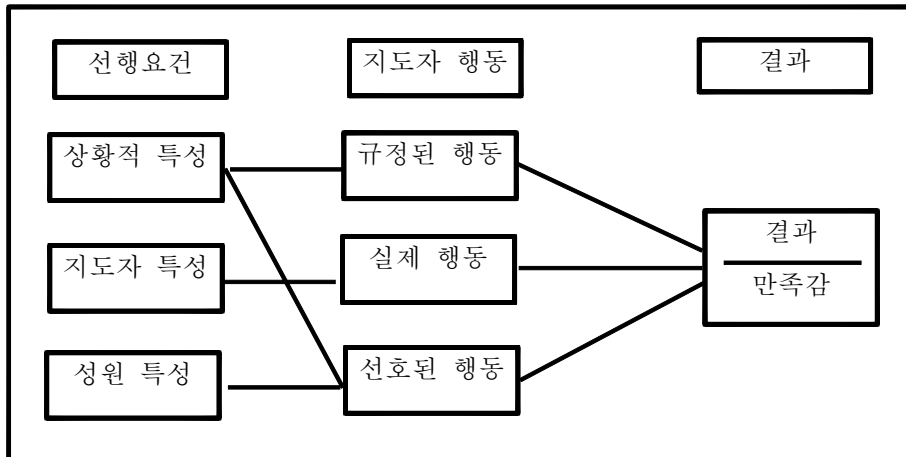 선행요건
지도자 행동
결과
상황적 특성
규정된 행동
지도자 특성
실제 행동
결과
만족감
성원 특성
선호된 행동